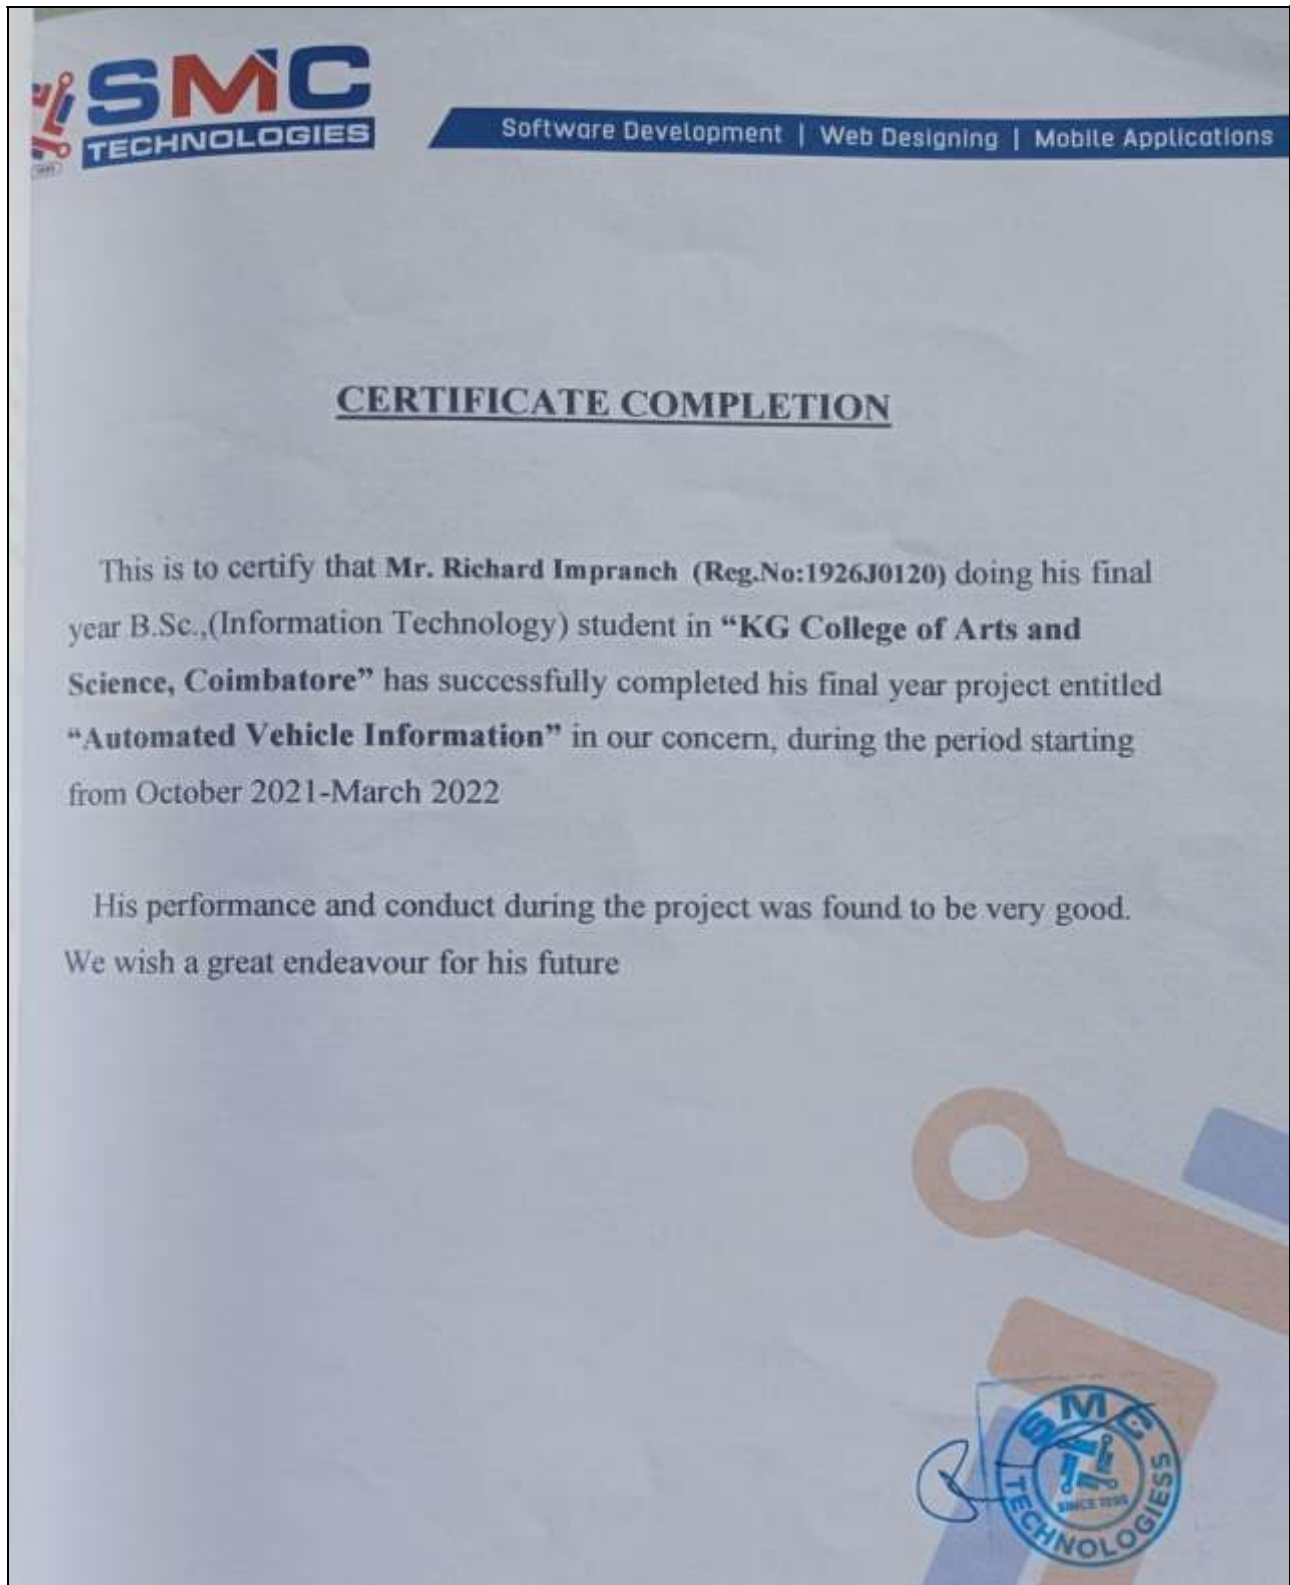 SMC
TECHNOLOGIES
Software Development | Web Designing | Mobile Applications
CERTIFICATE COMPLETION
This is to certify that Mr. Richard Impranch (Reg.No:1926J0120) doing his final
year B.Sc.,(Information Technology) student in “KG College of Arts and
Science, Coimbatore” has successfully completed his final year project entitled
“Automated Vehicle Information” in our concern, during the period starting
from October 2021-March 2022
His performance and conduct during the project was found to be very good.
We wish a great endeavour for his future
SMC
TECHNOLOGIESS
SINCE